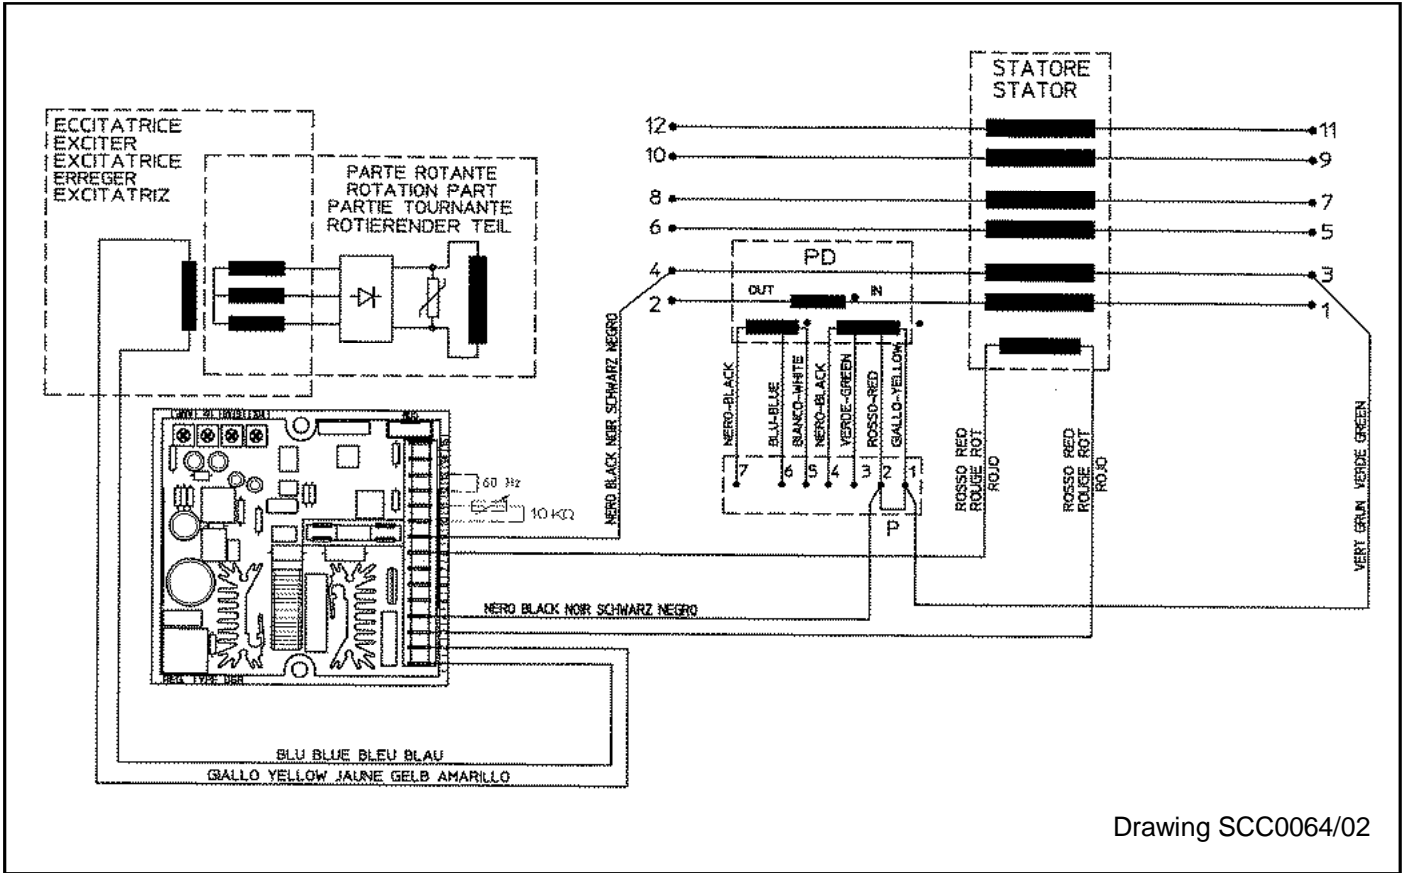 STATORE
STATOR
ECCITATRICE
EXCITER
EXCITATRICE
ERREGER
EXCITATRIZ
PARTE ROTANTE
ROTATION PART
PARTIE TOURNANTE
ROTIERENDER TEIL
12
11
10
9
8
7
6
5
4
3
2
1
PD
OUT
IN
NERO-BLACK
BLU-BLUE
BIANCO-WHITE
NERO-BLACK
VERDE-GREEN
ROSSO-RED
GIALLO-YELLOW
7
6
5
4
3
2
1
P
NERO BLACK NOIR SCHWARZ NEGRO
ROSSO RED
ROUGE ROT
ROJO
ROSSO RED
ROUGE ROT
ROJO
VERT GRUN VERDE GREEN
60 Hz
10 KΩ
NERO BLACK NOIR SCHWARZ NEGRO
REG. TYPE DSR
BLU BLUE BLEU BLAU
GIALLO YELLOW JAUNE GELB AMARILLO
Drawing SCC0064/02